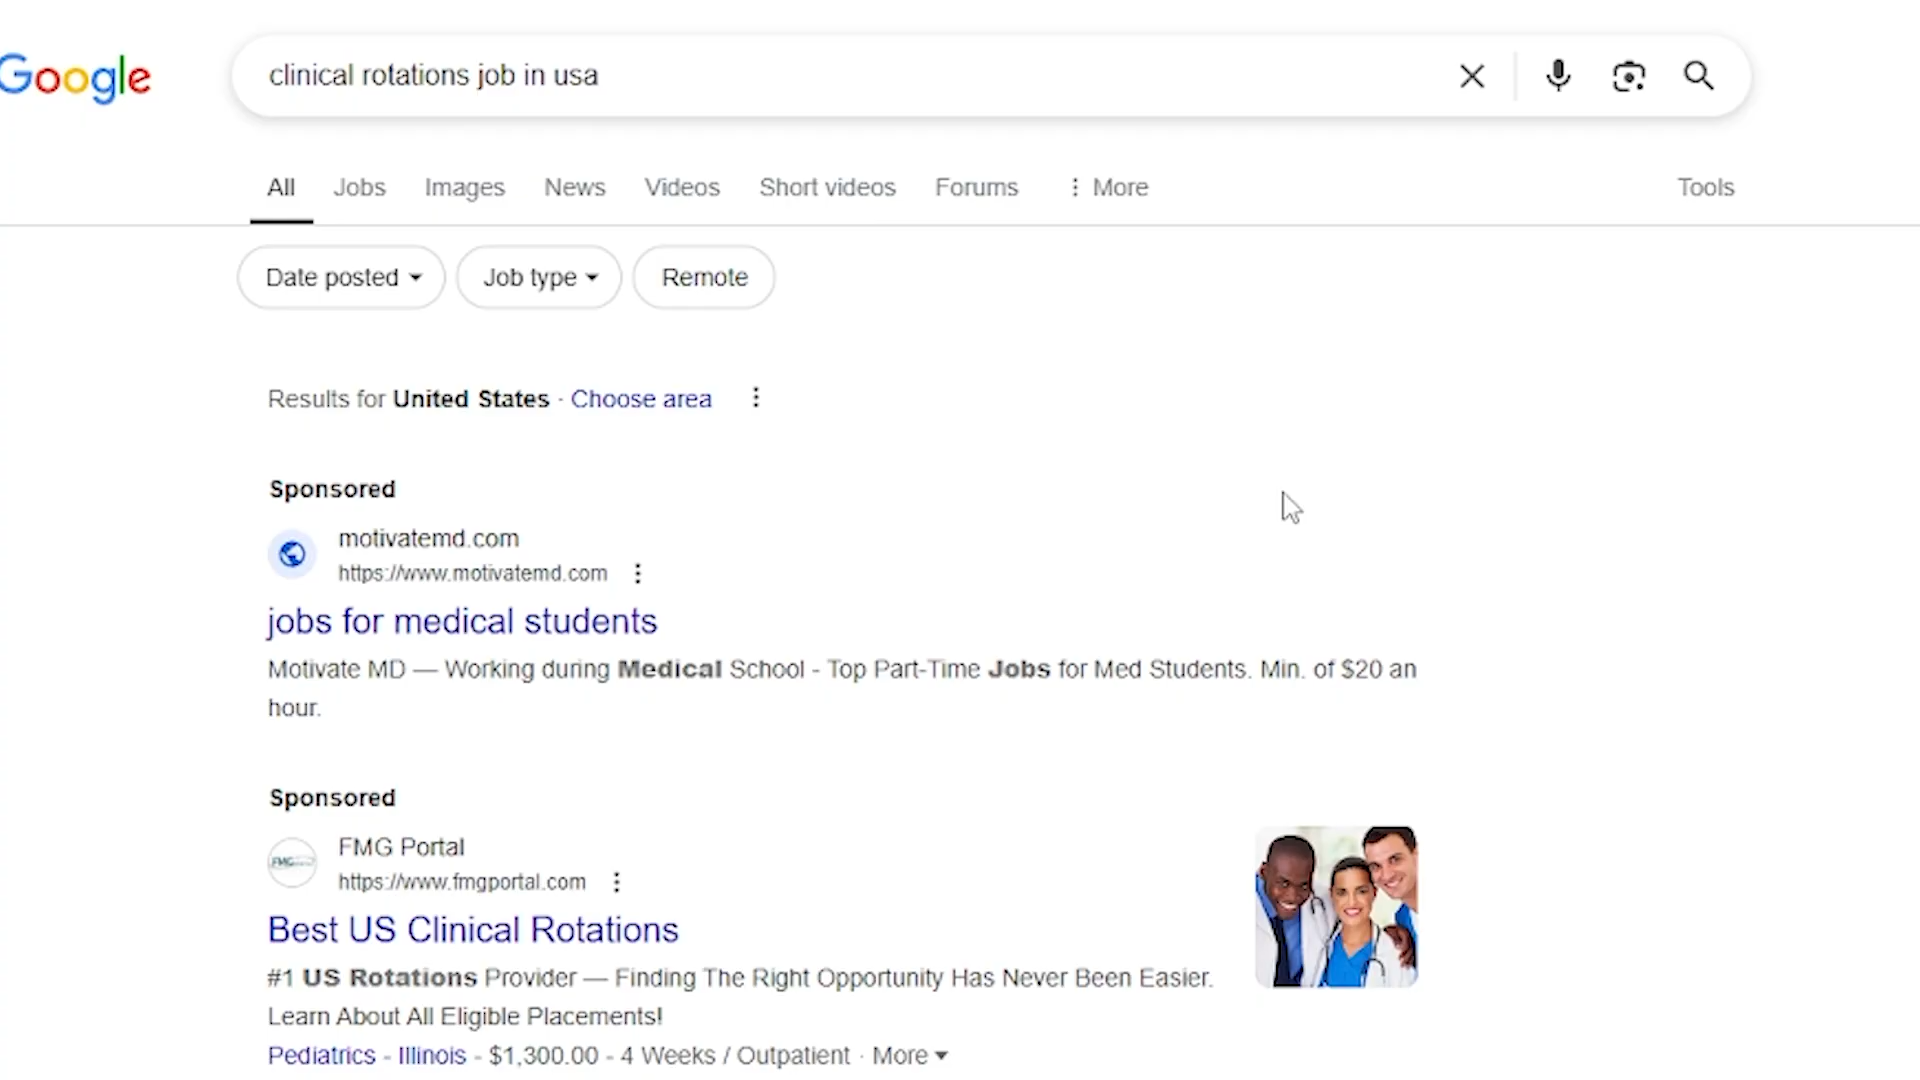 Google
clinical rotations job in usa
All Jobs Images News Videos Short videos Forums More Tools
Date posted Job type Remote
Results for United States · Choose area
Sponsored
motivatemd.com
https://www.motivatemd.com
jobs for medical students
Motivate MD — Working during Medical School - Top Part-Time Jobs for Med Students. Min. of $20 an
hour.
Sponsored
FMG
FMG Portal
https://www.fmgportal.com
Best US Clinical Rotations
#1 US Rotations Provider — Finding The Right Opportunity Has Never Been Easier.
Learn About All Eligible Placements!
Pediatrics - Illinois - $1,300.00 - 4 Weeks / Outpatient · More